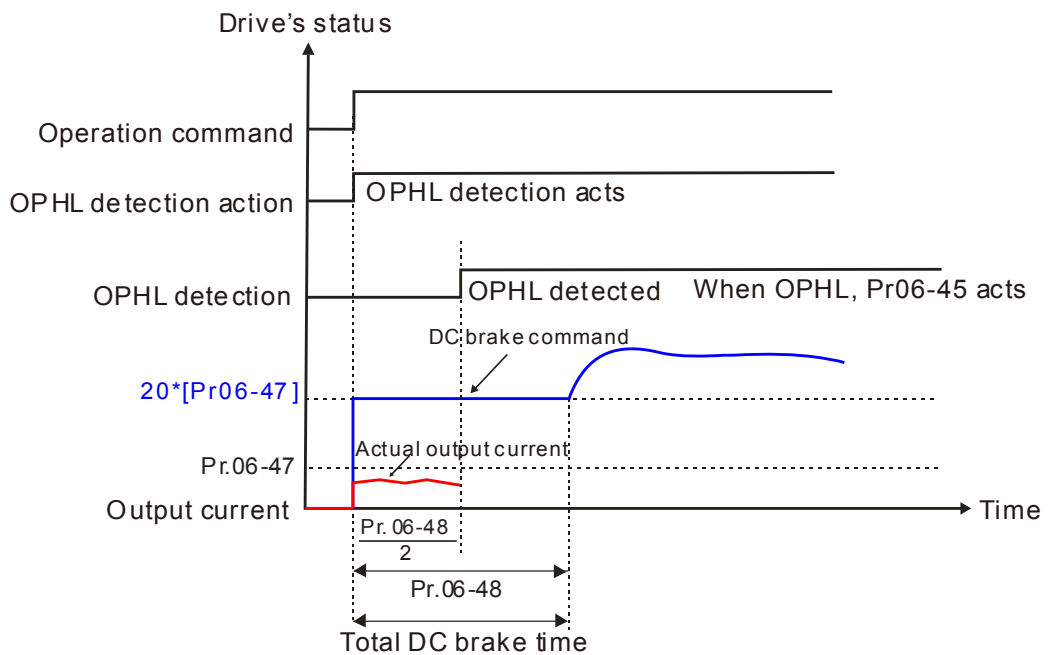 Drive's status
Operation command
OPHL detection action
OPHL detection acts
OPHL detection
OPHL detected
When OPHL, Pr06-45 acts
DC brake command
20*[Pr06-47]
Actual output current
Pr.06-47
Output current
Time
Pr. 06-48
2
Pr.06-48
Total DC brake time